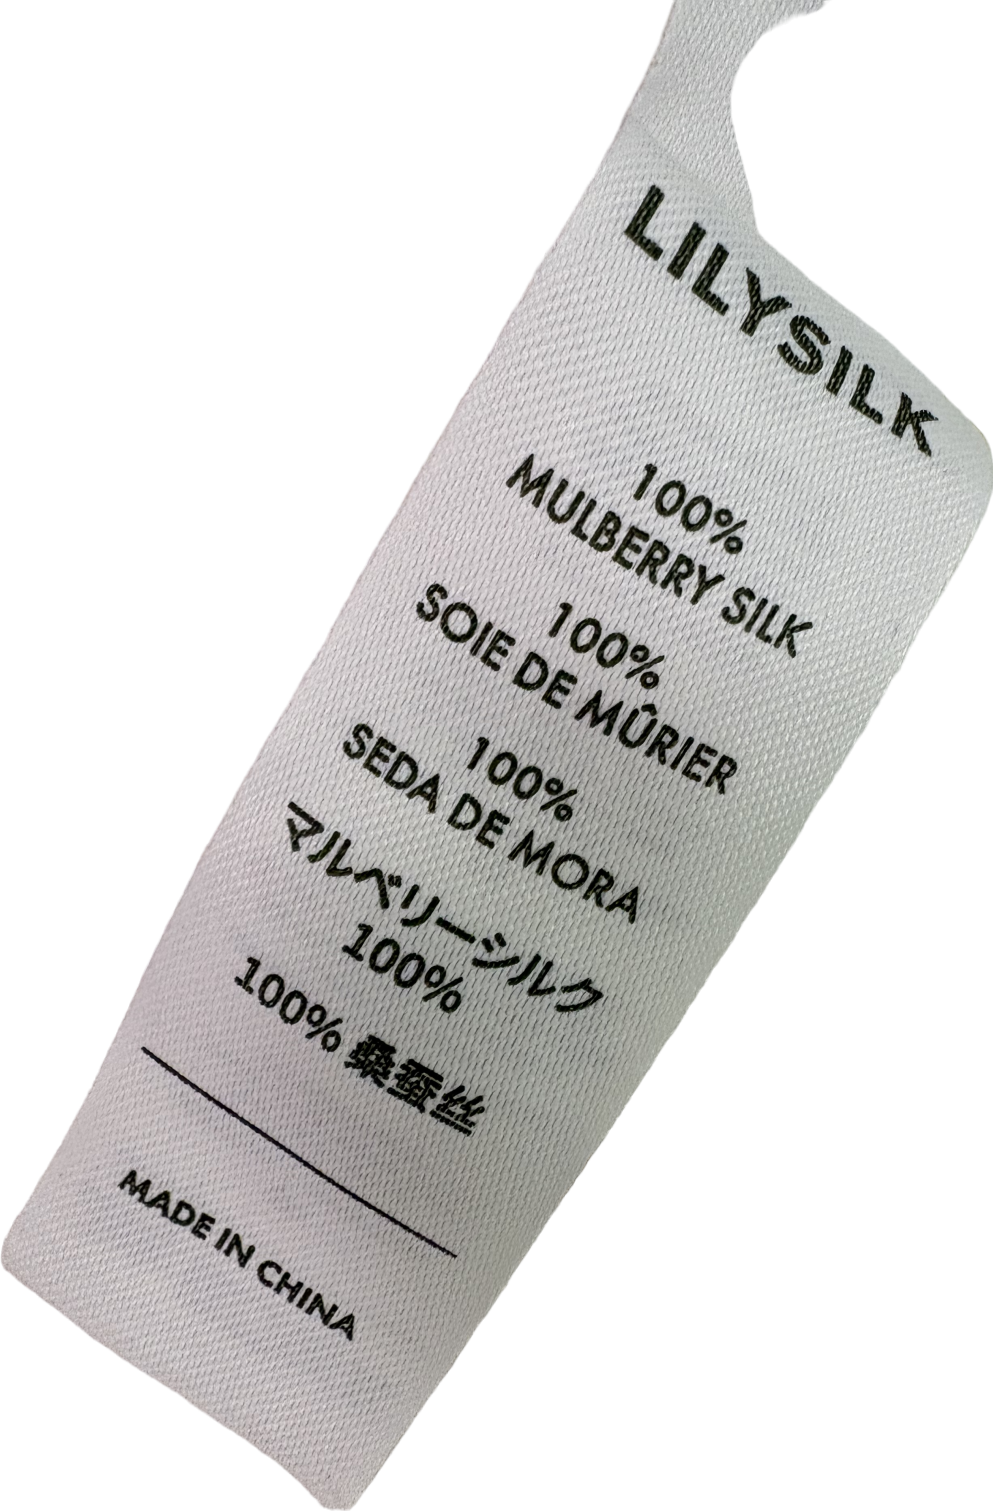 LILYSILK
100%
MULBERRY SILK
100%
SOIE DE MÛRIER
100%
SEDA DE MORA
マルベリーシルク
100%
100% 桑蚕丝
MADE IN CHINA